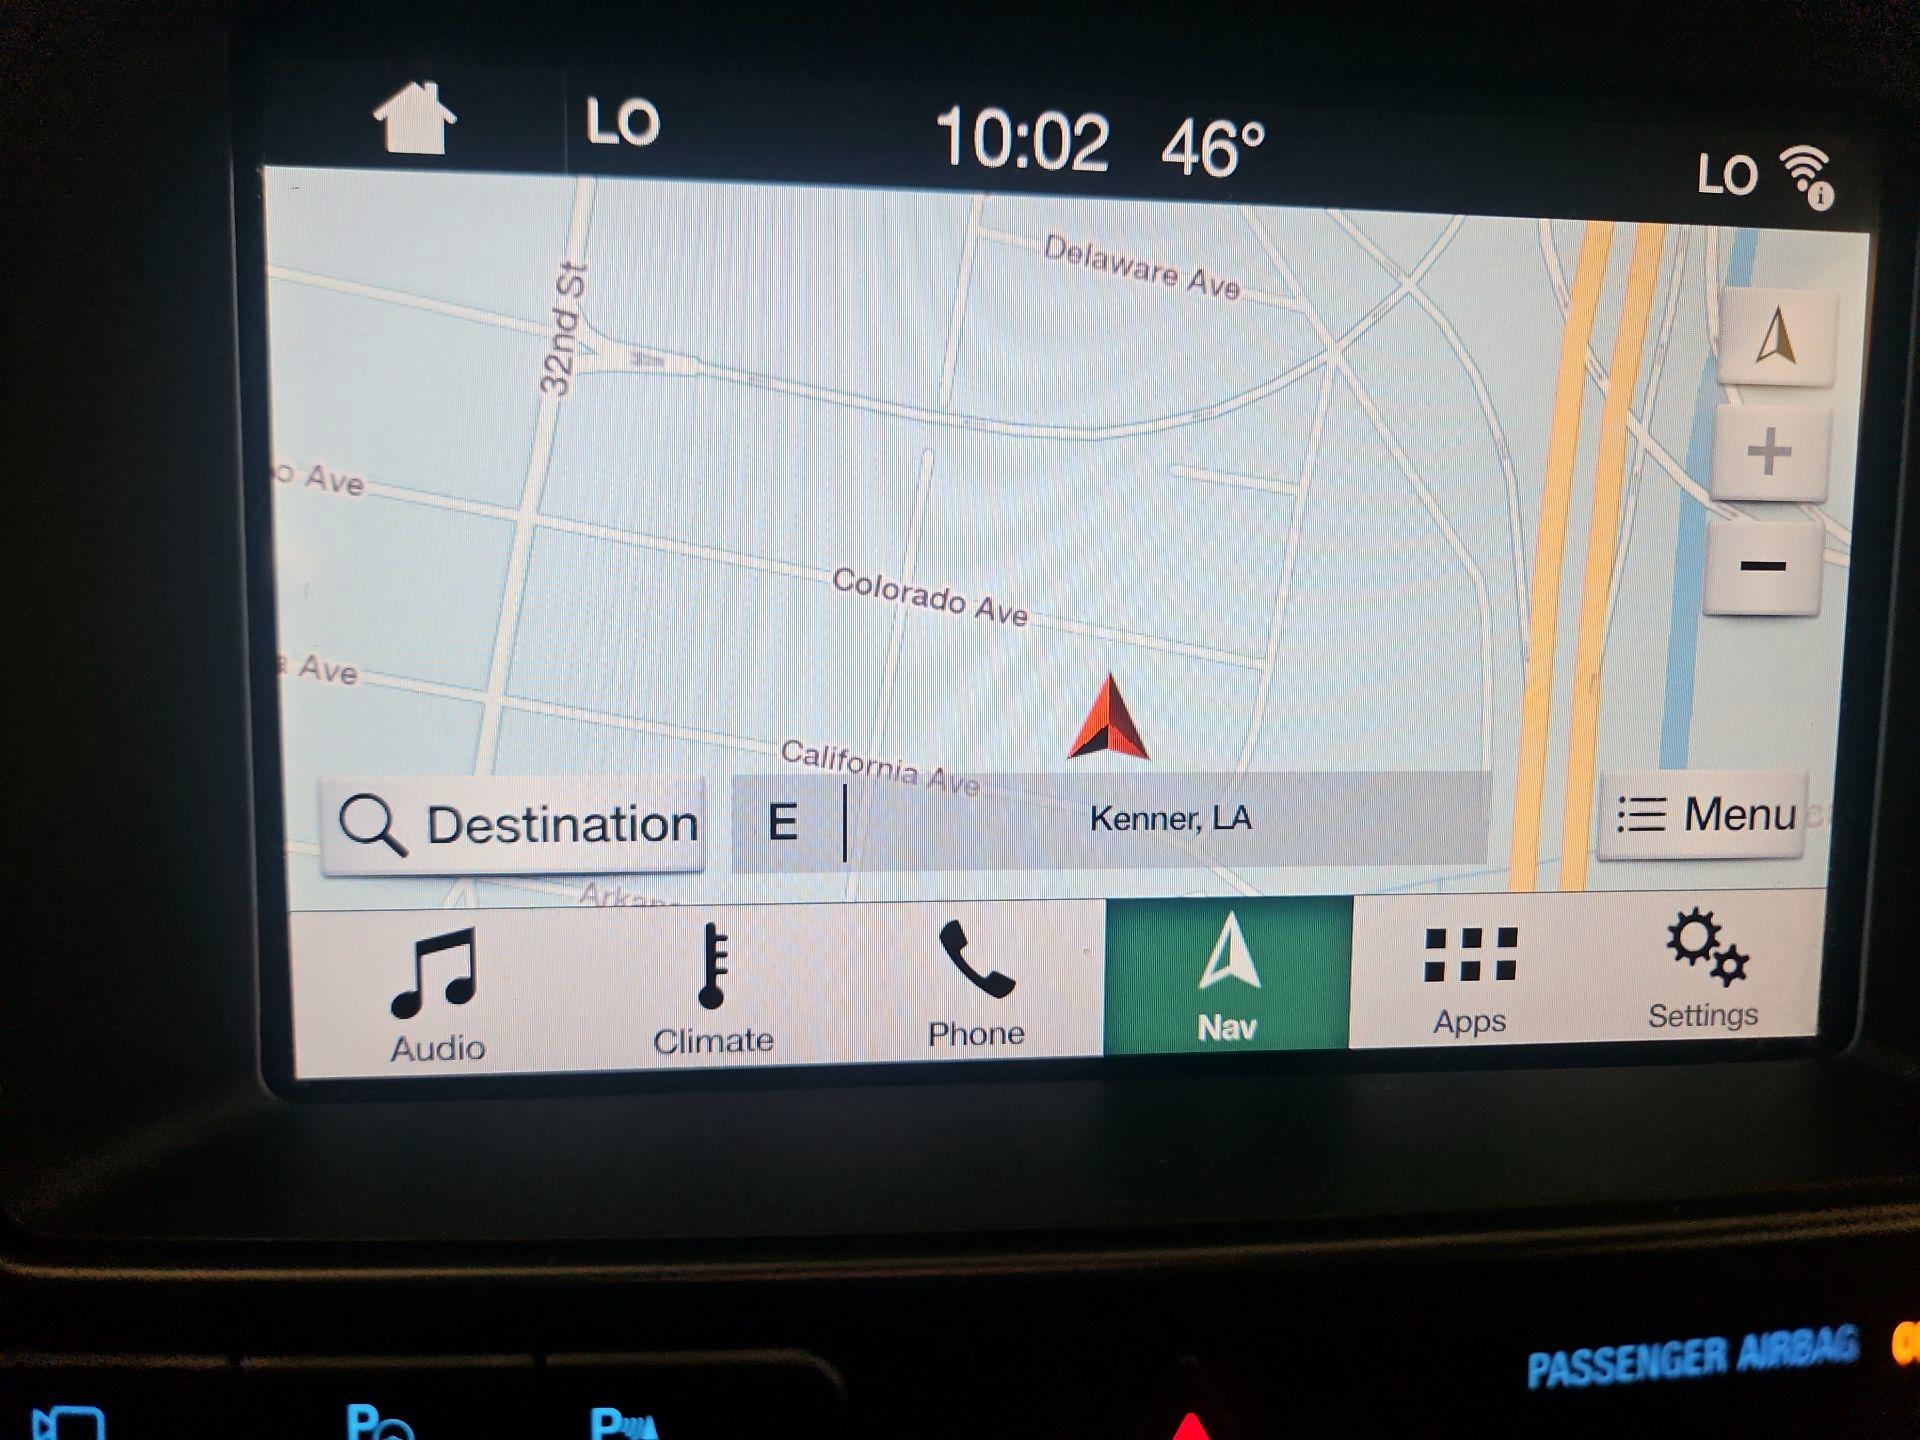 LO
10:02 46°
LO
Delaware Ave
32nd St
o Ave
Colorado Ave
a Ave
California Ave
Destination
E
Kenner, LA
Menu
Audio
Climate
Phone
Nav
Apps
Settings
PASSENGER AIRBAG
P
P